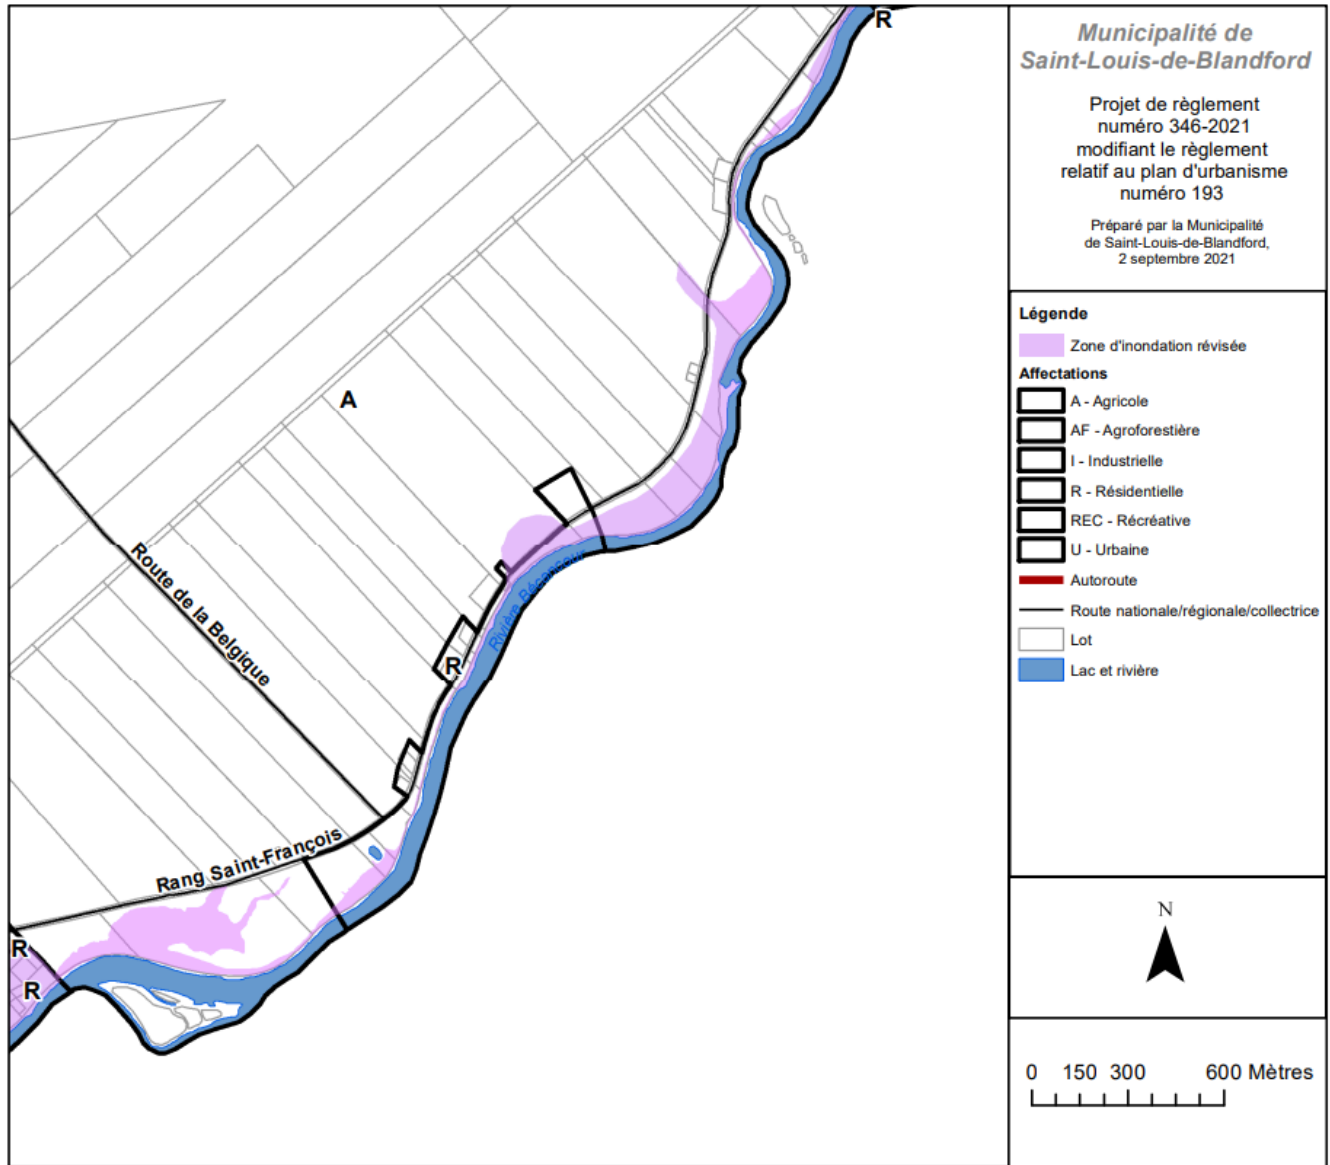 R
A
Route de la Belgique
Rivière Bécancour
R
Rang Saint-François
R
R
Municipalité de
Saint-Louis-de-Blandford
Projet de règlement
numéro 346-2021
modifiant le règlement
relatif au plan d'urbanisme
numéro 193
Préparé par la Municipalité
de Saint-Louis-de-Blandford,
2 septembre 2021
Légende
Zone d'inondation révisée
Affectations
A - Agricole
AF - Agroforestière
I - Industrielle
R - Résidentielle
REC - Récréative
U - Urbaine
Autoroute
Route nationale/régionale/collectrice
Lot
Lac et rivière
N
0 150 300 600 Mètres